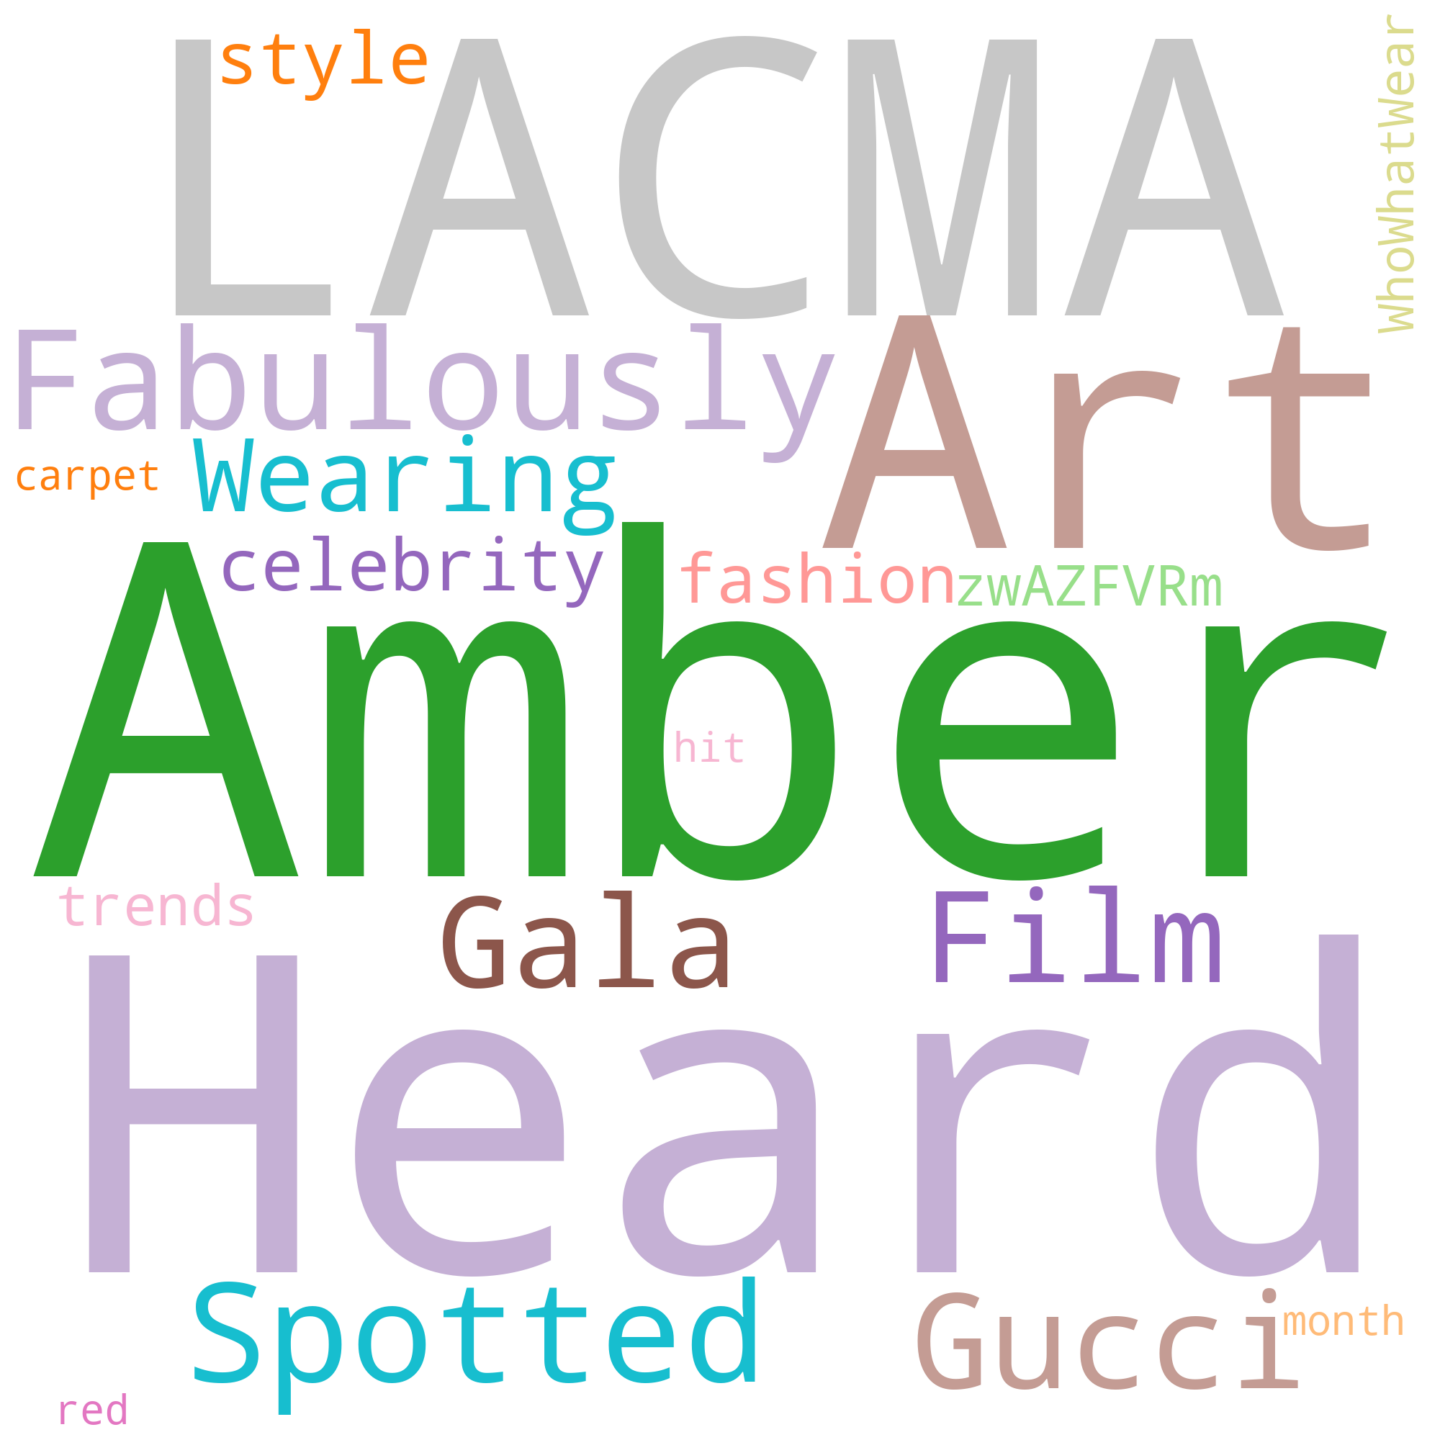 style
LACMA
WhoWhatWear
Fabulously
Art
carpet
Wearing
celebrity
fashion
zwAZFVRm
Amber
hit
trends
Gala
Film
Heard
Spotted
Gucci
month
red